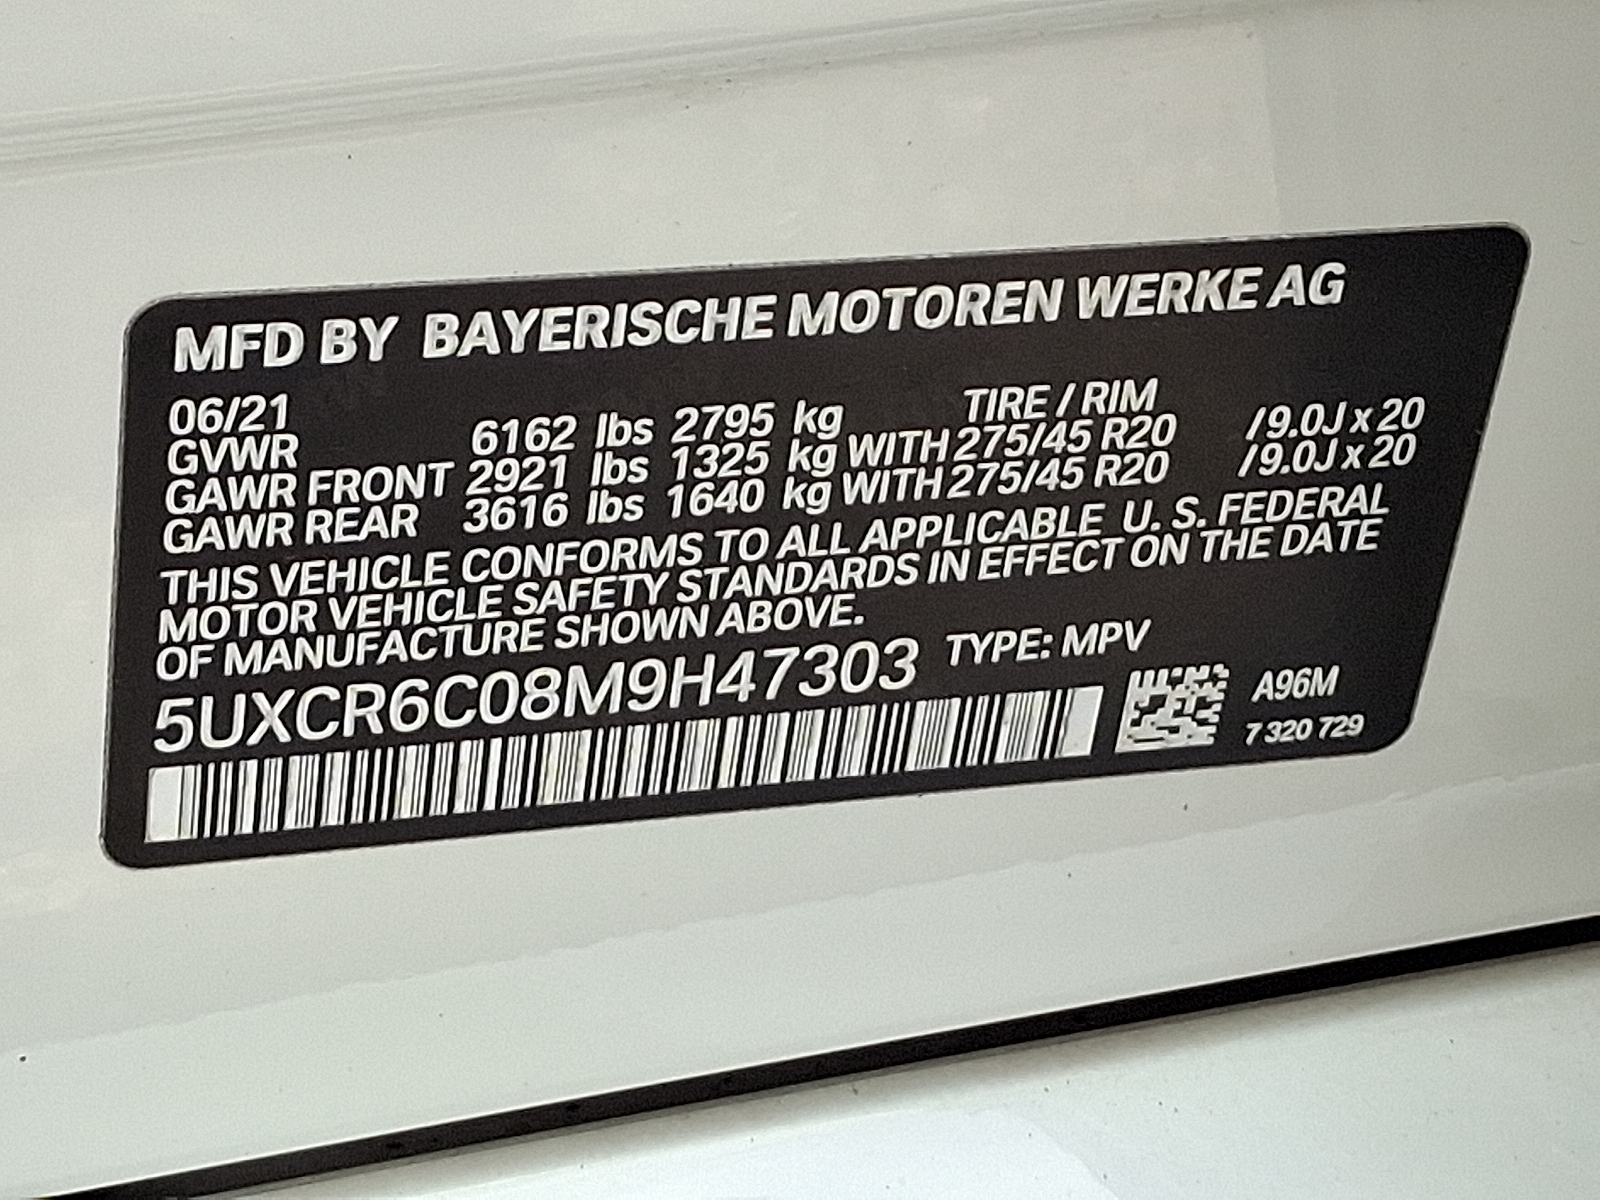 MFD BY BAYERISCHE MOTOREN WERKE AG
06/21 TIRE / RIM
GVWR 6162 lbs 2795 kg
GAWR FRONT 2921 lbs 1325 kg WITH 275/45 R20 /9.0J x 20
GAWR REAR 3616 lbs 1640 kg WITH 275/45 R20 /9.0J x 20
THIS VEHICLE CONFORMS TO ALL APPLICABLE U. S. FEDERAL
MOTOR VEHICLE SAFETY STANDARDS IN EFFECT ON THE DATE
OF MANUFACTURE SHOWN ABOVE.
5UXCR6C08M9H47303 TYPE: MPV
A96M
7 320 729